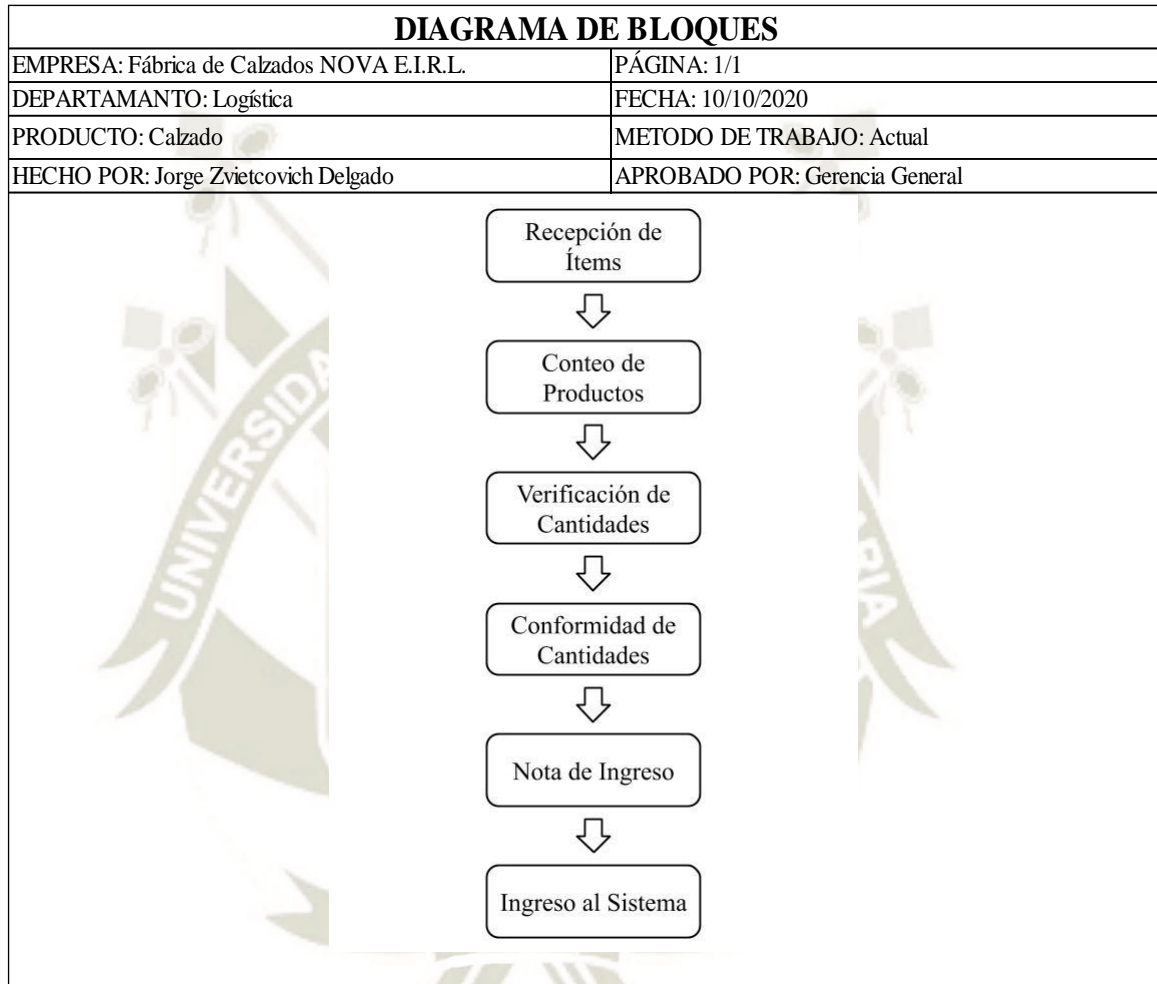 DIAGRAMA DE BLOQUES
EMPRESA: Fábrica de Calzados NOVA E.I.R.L.
PÁGINA: 1/1
DEPARTAMANTO: Logística
FECHA: 10/10/2020
PRODUCTO: Calzado
METODO DE TRABAJO: Actual
HECHO POR: Jorge Zvietcovich Delgado
APROBADO POR: Gerencia General
Recepción de
Ítems
Conteo de
Productos
Verificación de
Cantidades
Conformidad de
Cantidades
Nota de Ingreso
Ingreso al Sistema